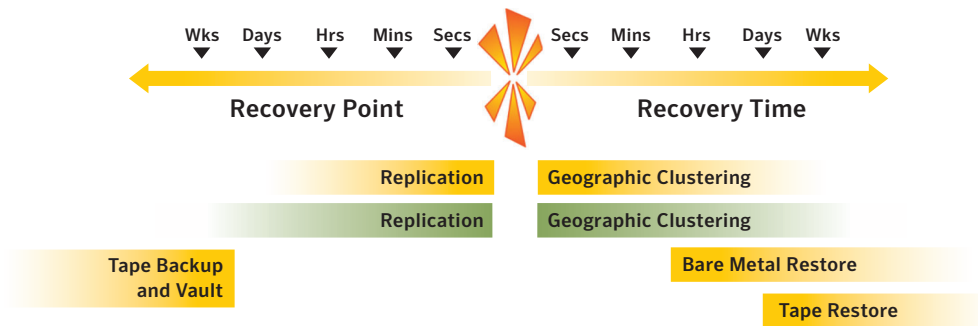 Wks Days Hrs Mins Secs Secs Mins Hrs Days Wks
Recovery Point Recovery Time
Replication Geographic Clustering
Replication Geographic Clustering
Tape Backup
and Vault
Bare Metal Restore
Tape Restore